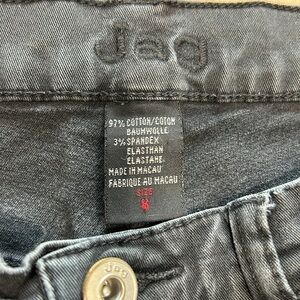 Jag
97% COTTON/COTON
BAUMWOLLE
3% SPANDEX
ELASTHAN
ELASTANE
MADE IN MACAU
FABRIQUE AU MACAU
SIZE
Jag